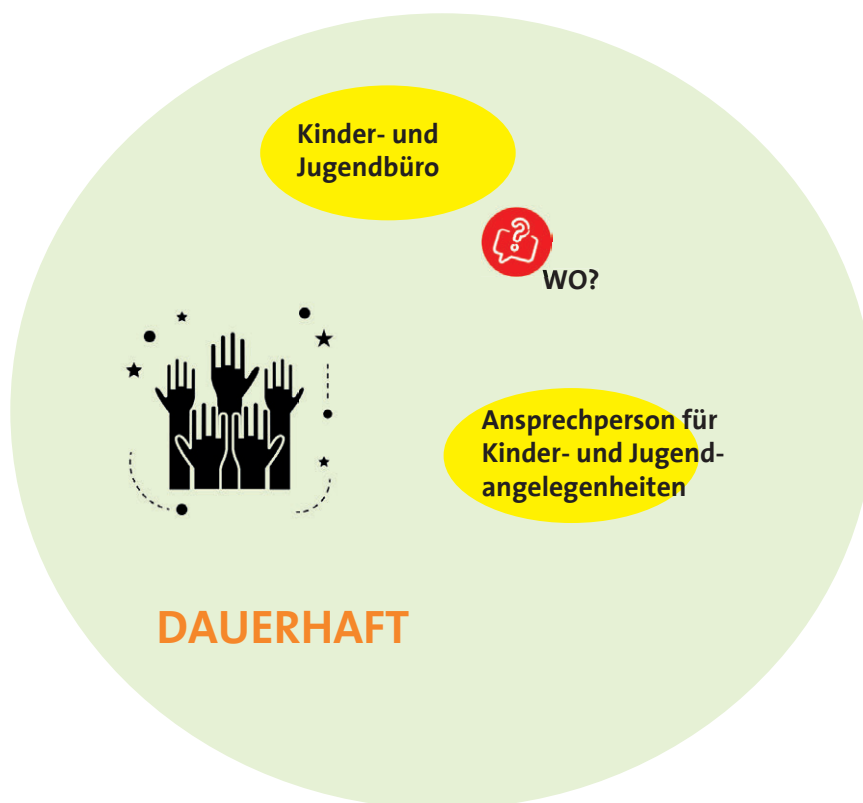 Kinder- und
Jugendbüro
WO?
Ansprechperson für
Kinder- und Jugend-
angelegenheiten
DAUERHAFT